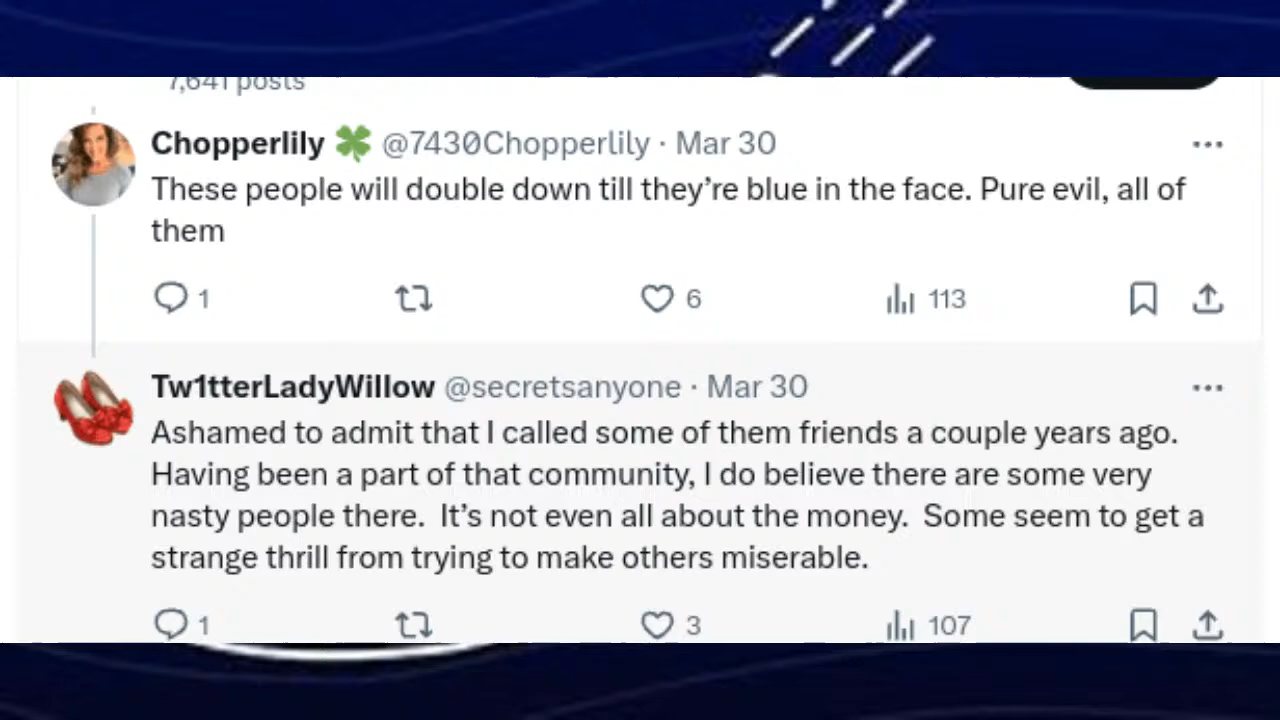 7,641 posts
Chopperlily 🍀 @7430Chopperlily · Mar 30
These people will double down till they’re blue in the face. Pure evil, all of
them
1 6 113
Tw1tterLadyWillow @secretsanyone · Mar 30
Ashamed to admit that I called some of them friends a couple years ago.
Having been a part of that community, I do believe there are some very
nasty people there.  It’s not even all about the money.  Some seem to get a
strange thrill from trying to make others miserable.
1 3 107